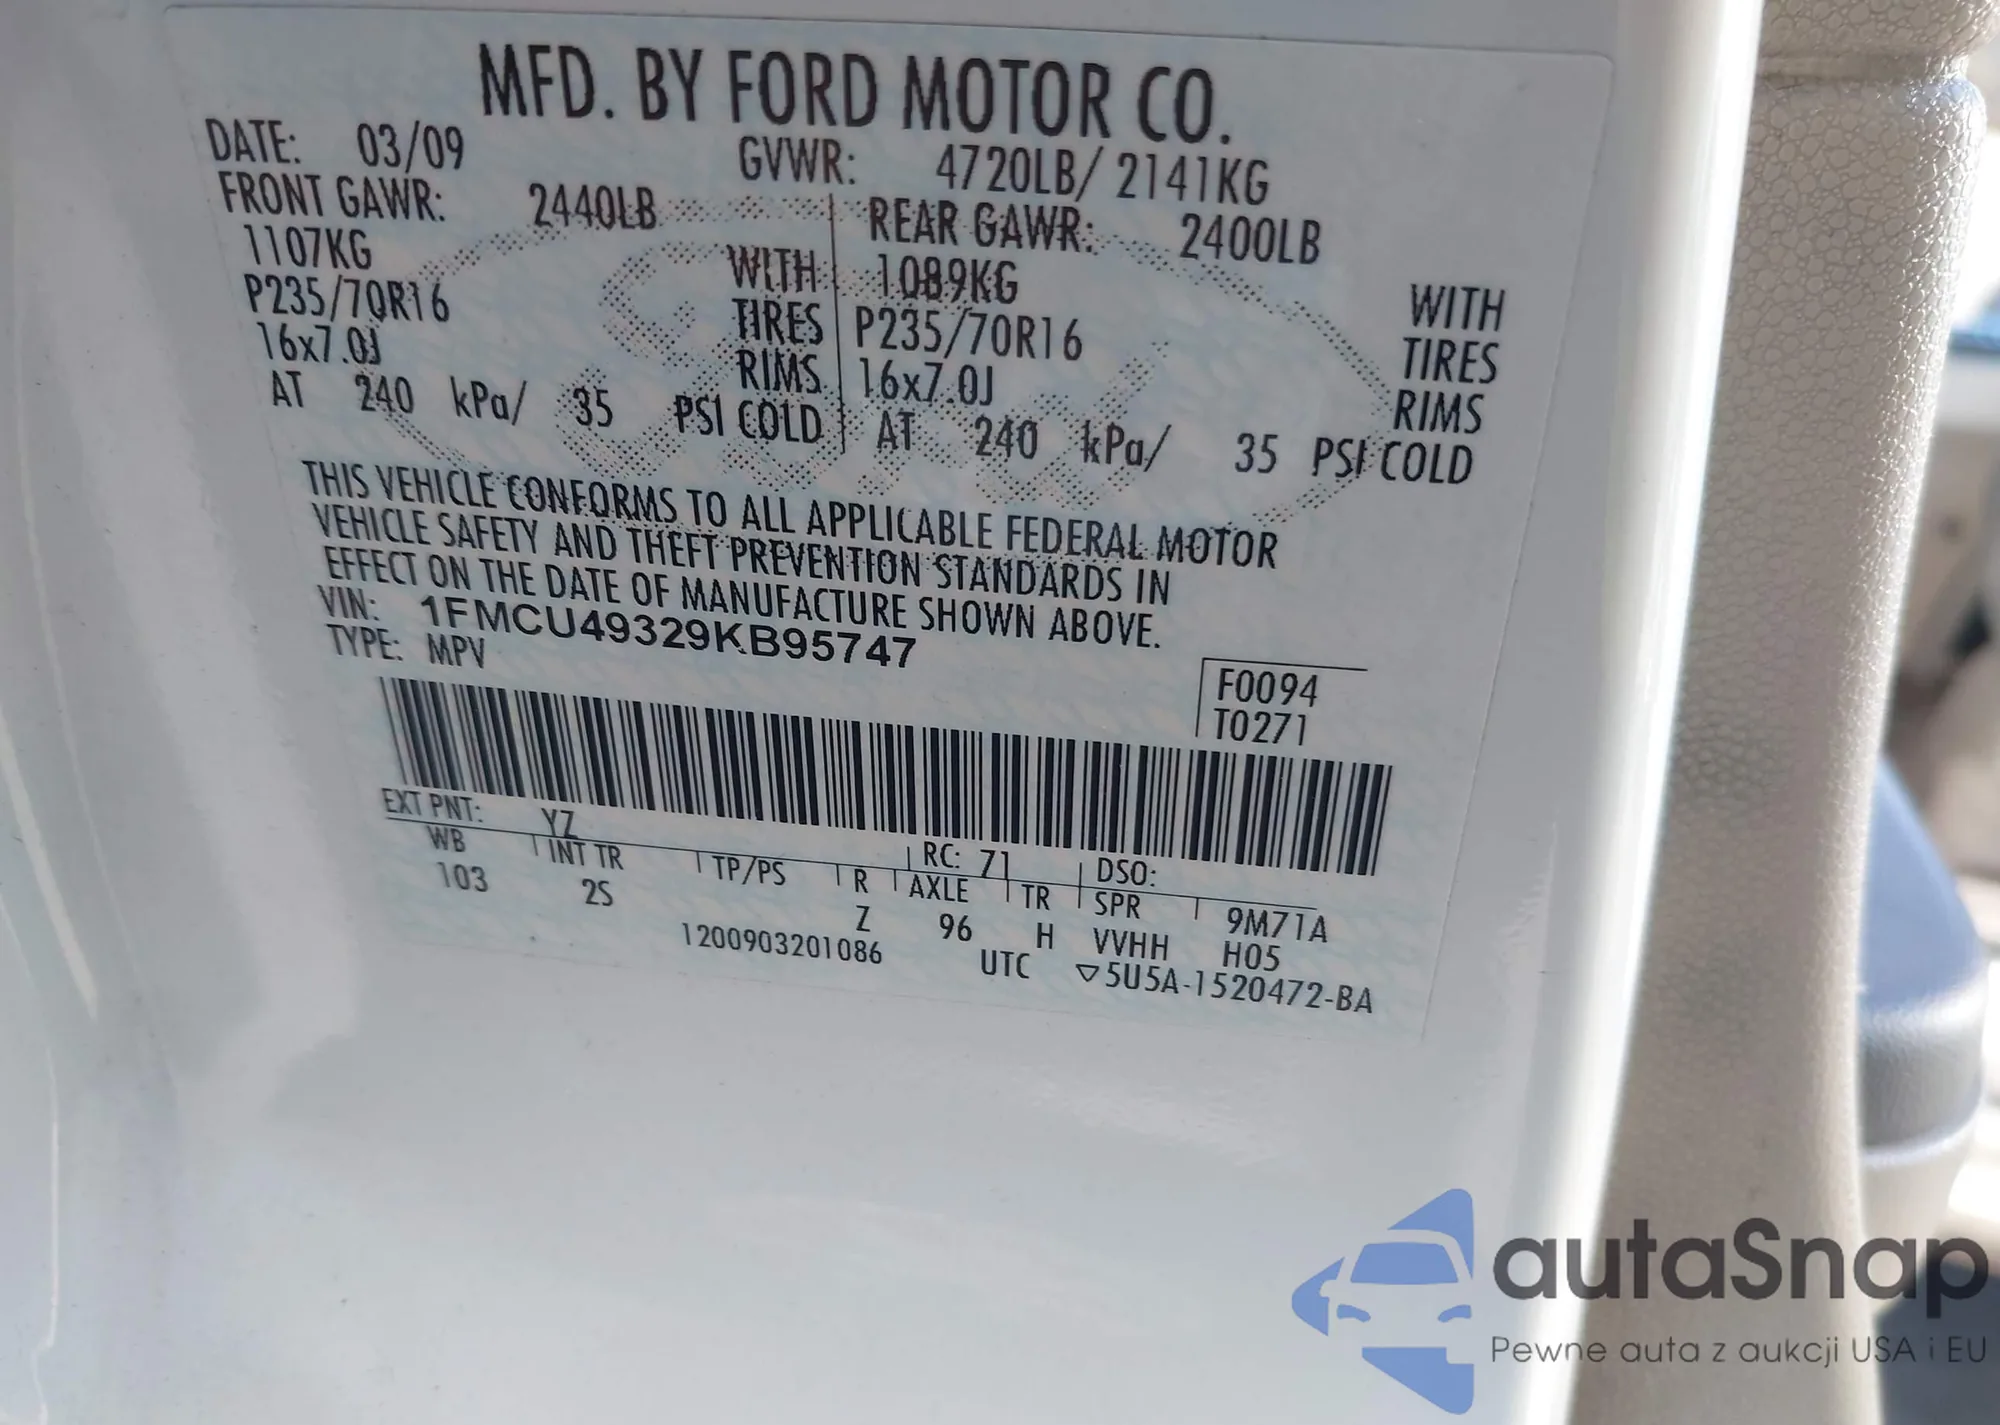 MFD. BY FORD MOTOR CO.
DATE: 03/09 GVWR: 4720LB/ 2141KG
FRONT GAWR: 2440LB REAR GAWR: 2400LB
1107KG WITH 1089KG WITH
P235/70R16 TIRES P235/70R16 TIRES
16x7.0J RIMS 16x7.0J RIMS
AT 240 kPa/ 35 PSI COLD AT 240 kPa/ 35 PSI COLD
THIS VEHICLE CONFORMS TO ALL APPLICABLE FEDERAL MOTOR
VEHICLE SAFETY AND THEFT PREVENTION STANDARDS IN
EFFECT ON THE DATE OF MANUFACTURE SHOWN ABOVE.
VIN: 1FMCU49329KB95747
TYPE: MPV
F0094
T0271
EXT PNT: YZ RC: 71 DSO:
WB INT TR TP/PS R AXLE TR SPR 9M71A
103 2S Z 96 H VVHH H05
1200903201086 UTC ▽5U5A-1520472-BA
autaSnap
Pewne auta z aukcji USA i EU